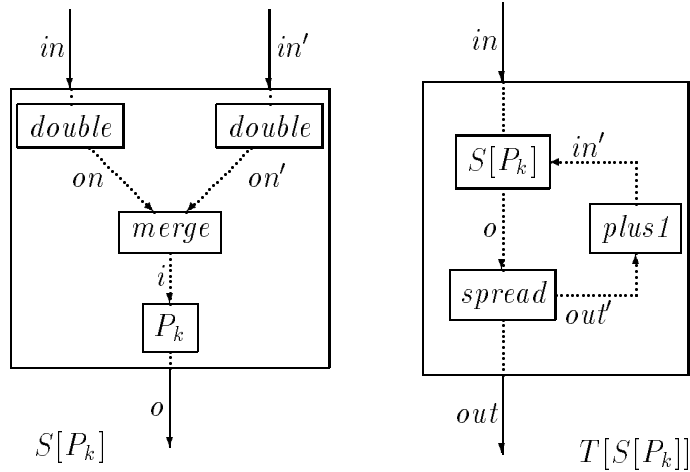 in
in′
double
double
on
on′
merge
i
P_k
o
S[P_k]
in
S[P_k]
in′
o
plus1
spread
out′
out
T[S[P_k]]